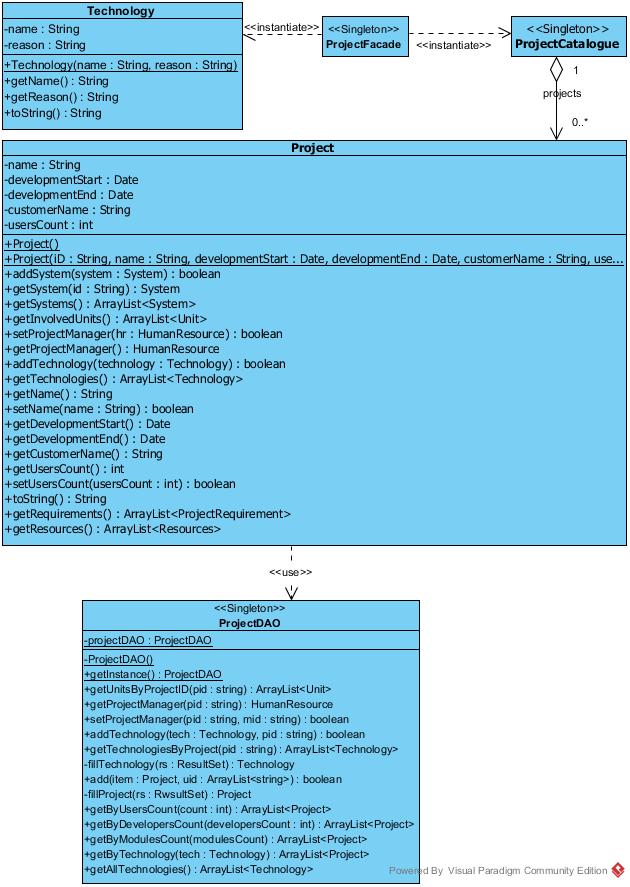 Technology
-name : String
-reason : String
+Technology(name : String, reason : String)
+getName() : String
+getReason() : String
+toString() : String
<<instantiate>>
<<Singleton>>
ProjectFacade
<<instantiate>>
<<Singleton>>
ProjectCatalogue
1
projects
0..*
Project
-name : String
-developmentStart : Date
-developmentEnd : Date
-customerName : String
-usersCount : int
+Project()
+Project(iD : String, name : String, developmentStart : Date, developmentEnd : Date, customerName : String, use...
+addSystem(system : System) : boolean
+getSystem(id : String) : System
+getSystems() : ArrayList<System>
+getInvolvedUnits() : ArrayList<Unit>
+setProjectManager(hr : HumanResource) : boolean
+getProjectManager() : HumanResource
+addTechnology(technology : Technology) : boolean
+getTechnologies() : ArrayList<Technology>
+getName() : String
+setName(name : String) : boolean
+getDevelopmentStart() : Date
+getDevelopmentEnd() : Date
+getCustomerName() : String
+getUsersCount() : int
+setUsersCount(usersCount : int) : boolean
+toString() : String
+getRequirements() : ArrayList<ProjectRequirement>
+getResources() : ArrayList<Resources>
<<use>>
<<Singleton>>
ProjectDAO
-projectDAO : ProjectDAO
-ProjectDAO()
+getInstance() : ProjectDAO
+getUnitsByProjectID(pid : string) : ArrayList<Unit>
+getProjectManager(pid : string) : HumanResource
+setProjectManager(pid : string, mid : string) : boolean
+addTechnology(tech : Technology, pid : string) : boolean
+getTechnologiesByProject(pid : string) : ArrayList<Technology>
-fillTechnology(rs : ResultSet) : Technology
+add(item : Project, uid : ArrayList<string>) : boolean
-fillProject(rs : RwsultSet) : Project
+getByUsersCount(count : int) : ArrayList<Project>
+getByDevelopersCount(developersCount : int) : ArrayList<Project>
+getByModulesCount(modulesCount) : ArrayList<Project>
+getByTechnology(tech : Technology) : ArrayList<Project>
+getAllTechnologies() : ArrayList<Technology>
Powered By Visual Paradigm Community Edition